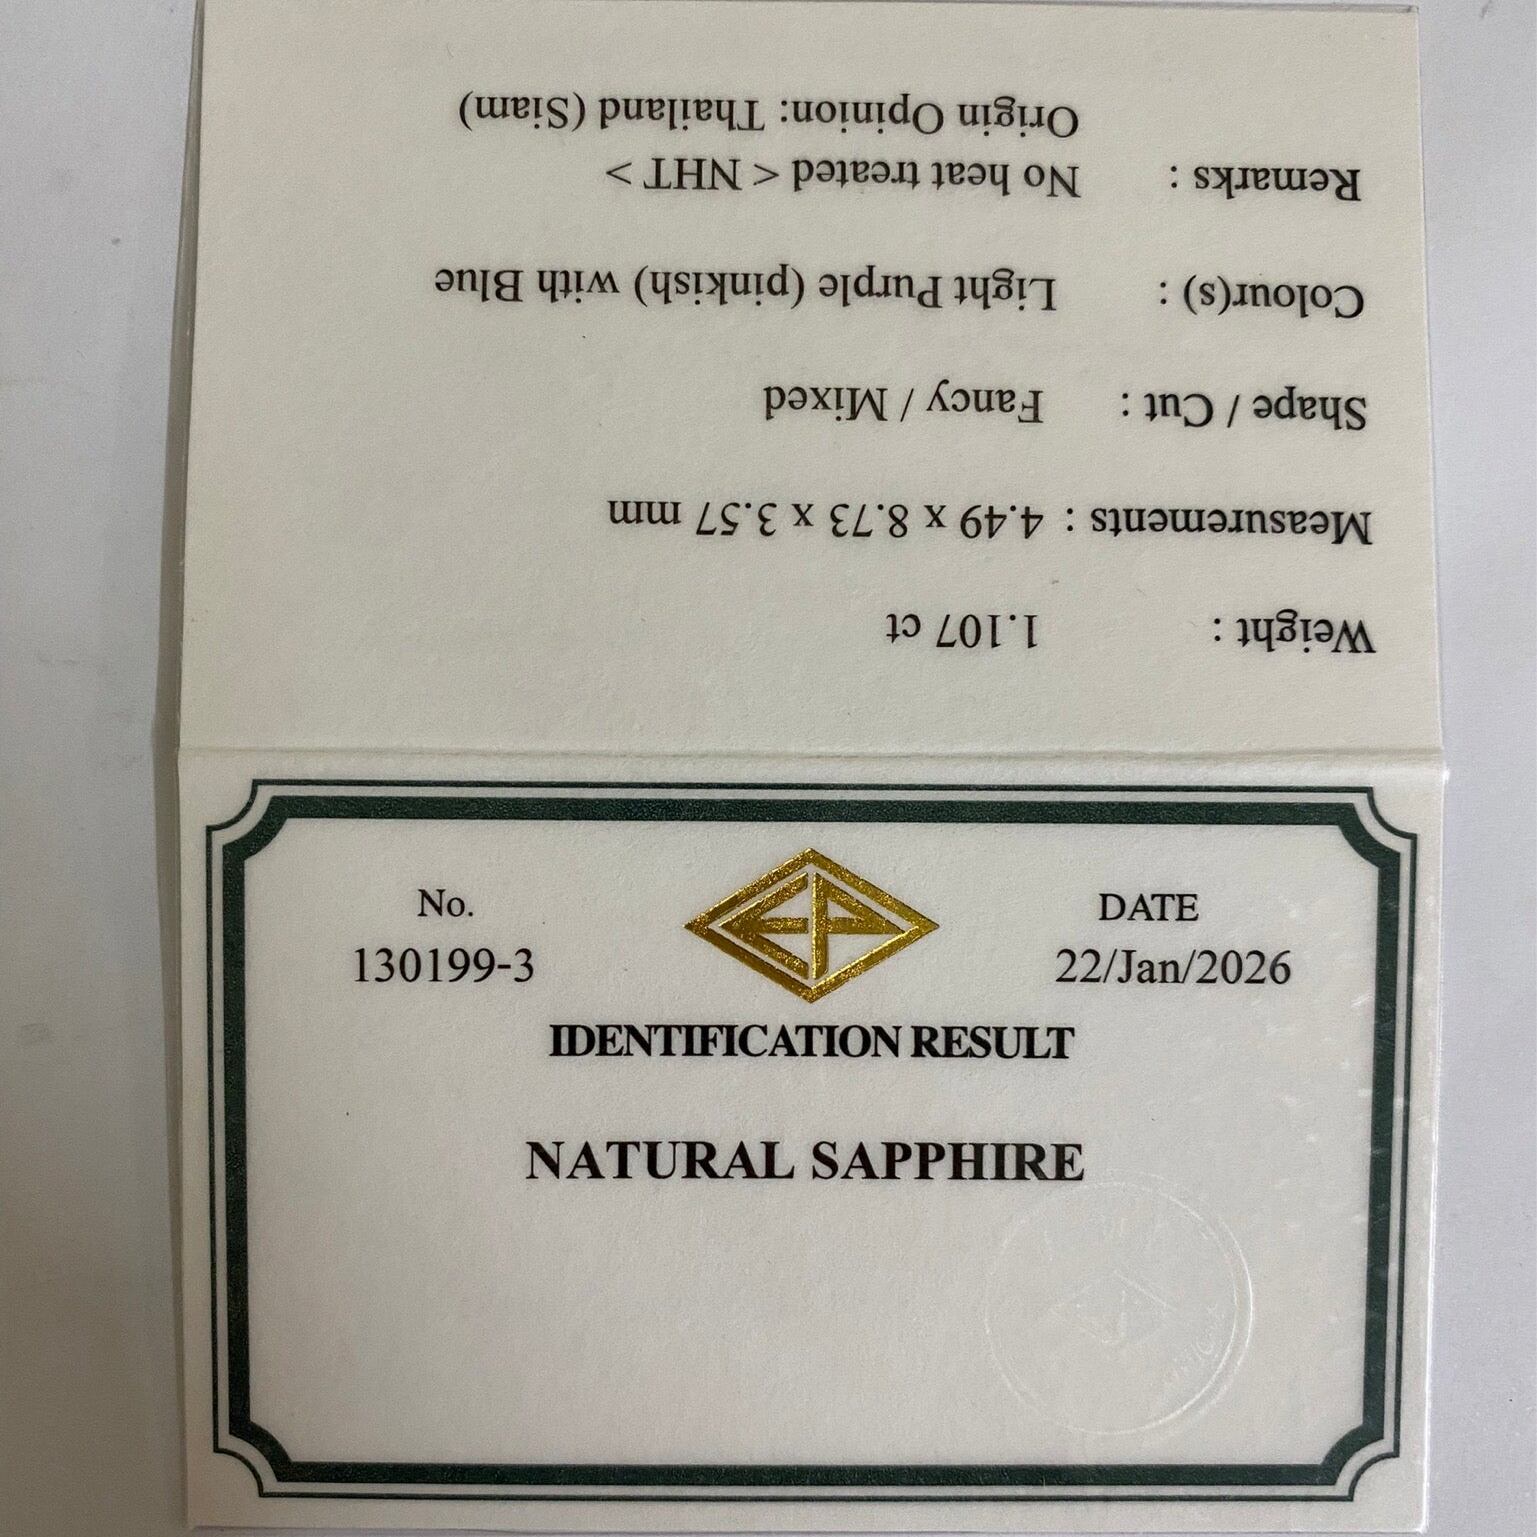 No.
130199-3
EP
DATE
22/Jan/2026
IDENTIFICATION RESULT
NATURAL SAPPHIRE
Weight : 1.107 ct
Measurements : 4.49 x 8.73 x 3.57 mm
Shape / Cut : Fancy / Mixed
Colour(s) : Light Purple (pinkish) with Blue
Remarks : No heat treated < NHT >
Origin Opinion: Thailand (Siam)